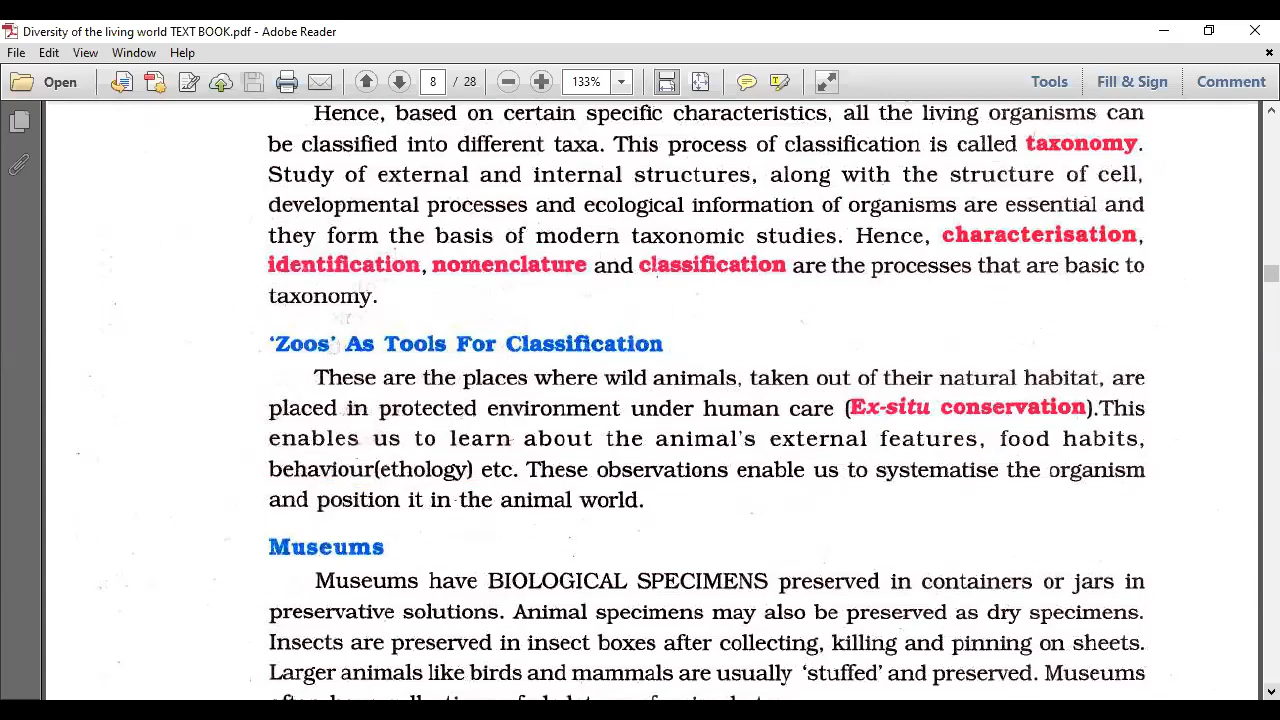 Diversity of the living world TEXT BOOK.pdf - Adobe Reader
File Edit View Window Help
Open 8 / 28 133% Tools Fill & Sign Comment
Hence, based on certain specific characteristics, all the living organisms can
be classified into different taxa. This process of classification is called taxonomy.
Study of external and internal structures, along with the structure of cell,
developmental processes and ecological information of organisms are essential and
they form the basis of modern taxonomic studies. Hence, characterisation,
identification, nomenclature and classification are the processes that are basic to
taxonomy.
‘Zoos’ As Tools For Classification
These are the places where wild animals, taken out of their natural habitat, are
placed in protected environment under human care (Ex-situ conservation).This
enables us to learn about the animal's external features, food habits,
behaviour(ethology) etc. These observations enable us to systematise the organism
and position it in the animal world.
Museums
Museums have BIOLOGICAL SPECIMENS preserved in containers or jars in
preservative solutions. Animal specimens may also be preserved as dry specimens.
Insects are preserved in insect boxes after collecting, killing and pinning on sheets.
Larger animals like birds and mammals are usually ‘stuffed’ and preserved. Museums